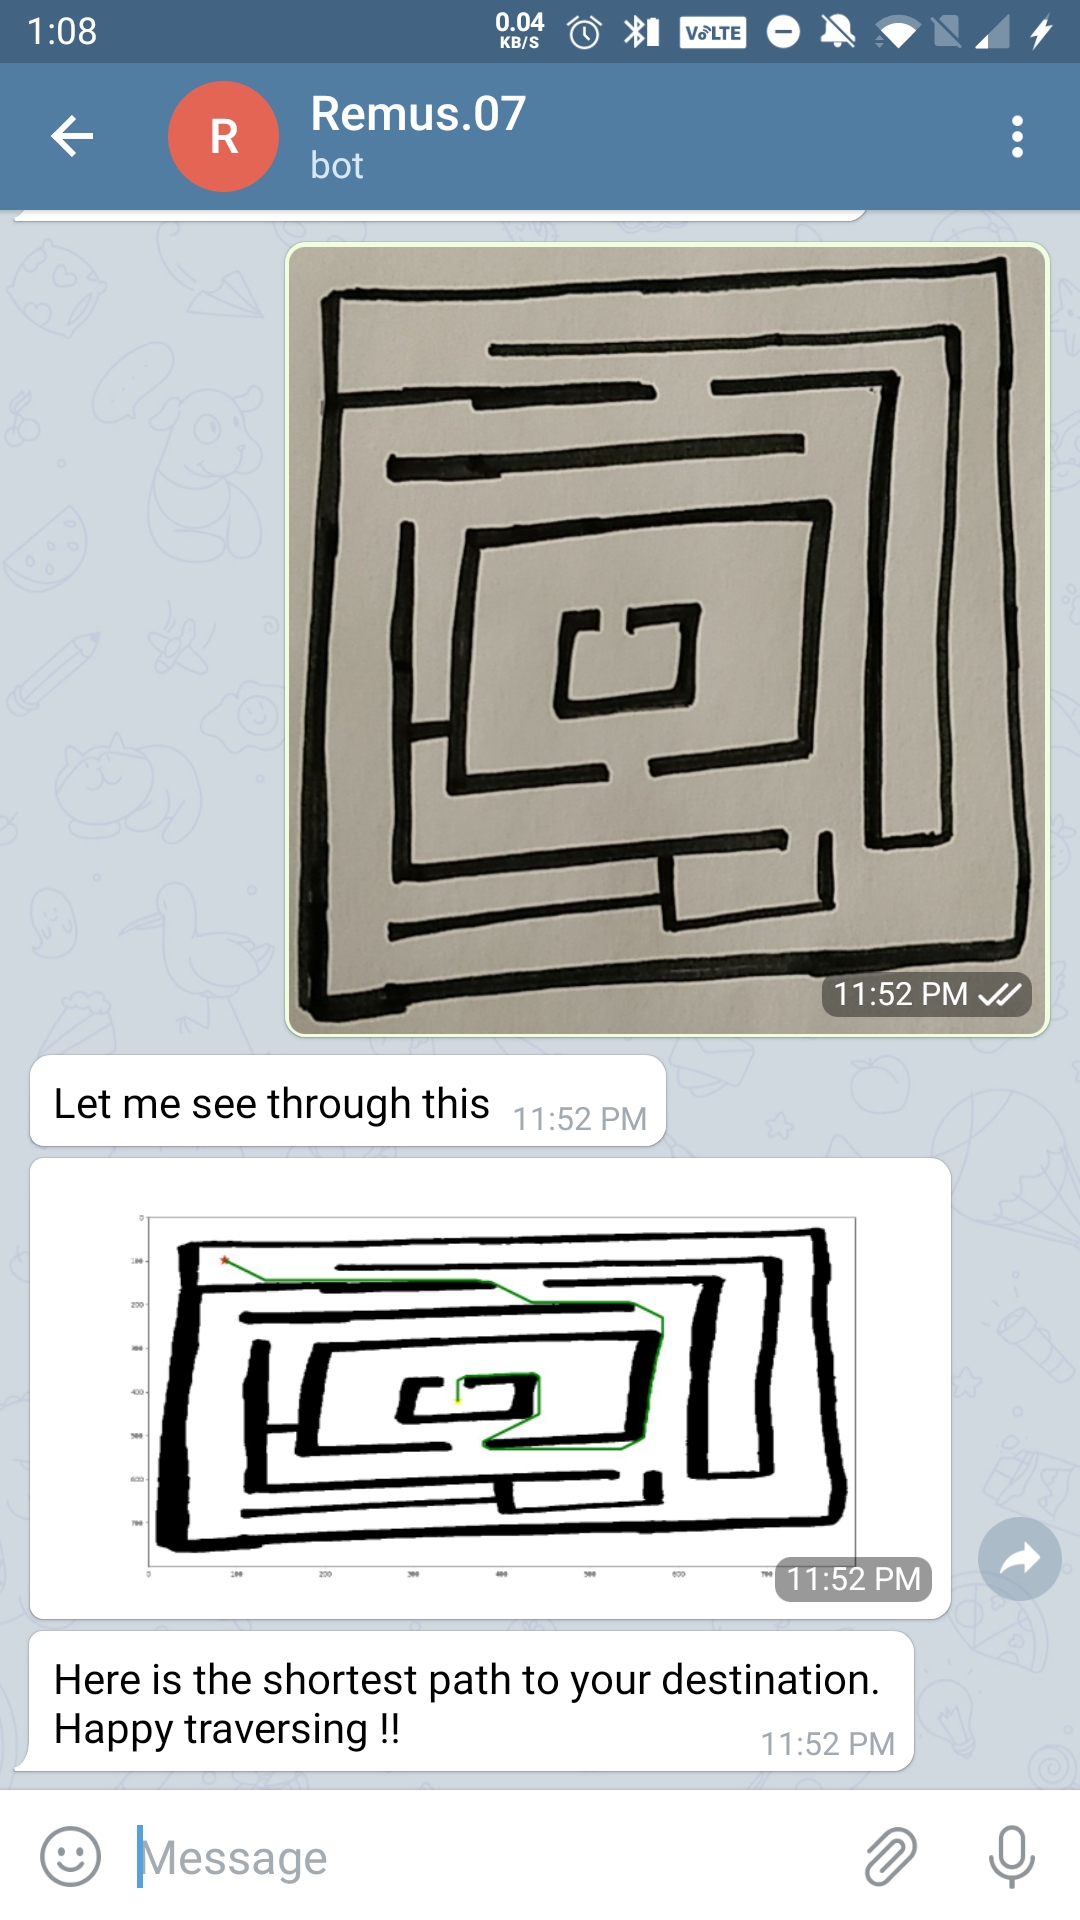 1:08
0.04
KB/S
VoLTE
R
Remus.07
bot
11:52 PM
Let me see through this 11:52 PM
0
100
200
300
400
500
600
700
0 100 200 300 400 500 600 700
11:52 PM
Here is the shortest path to your destination.
Happy traversing !! 11:52 PM
Message